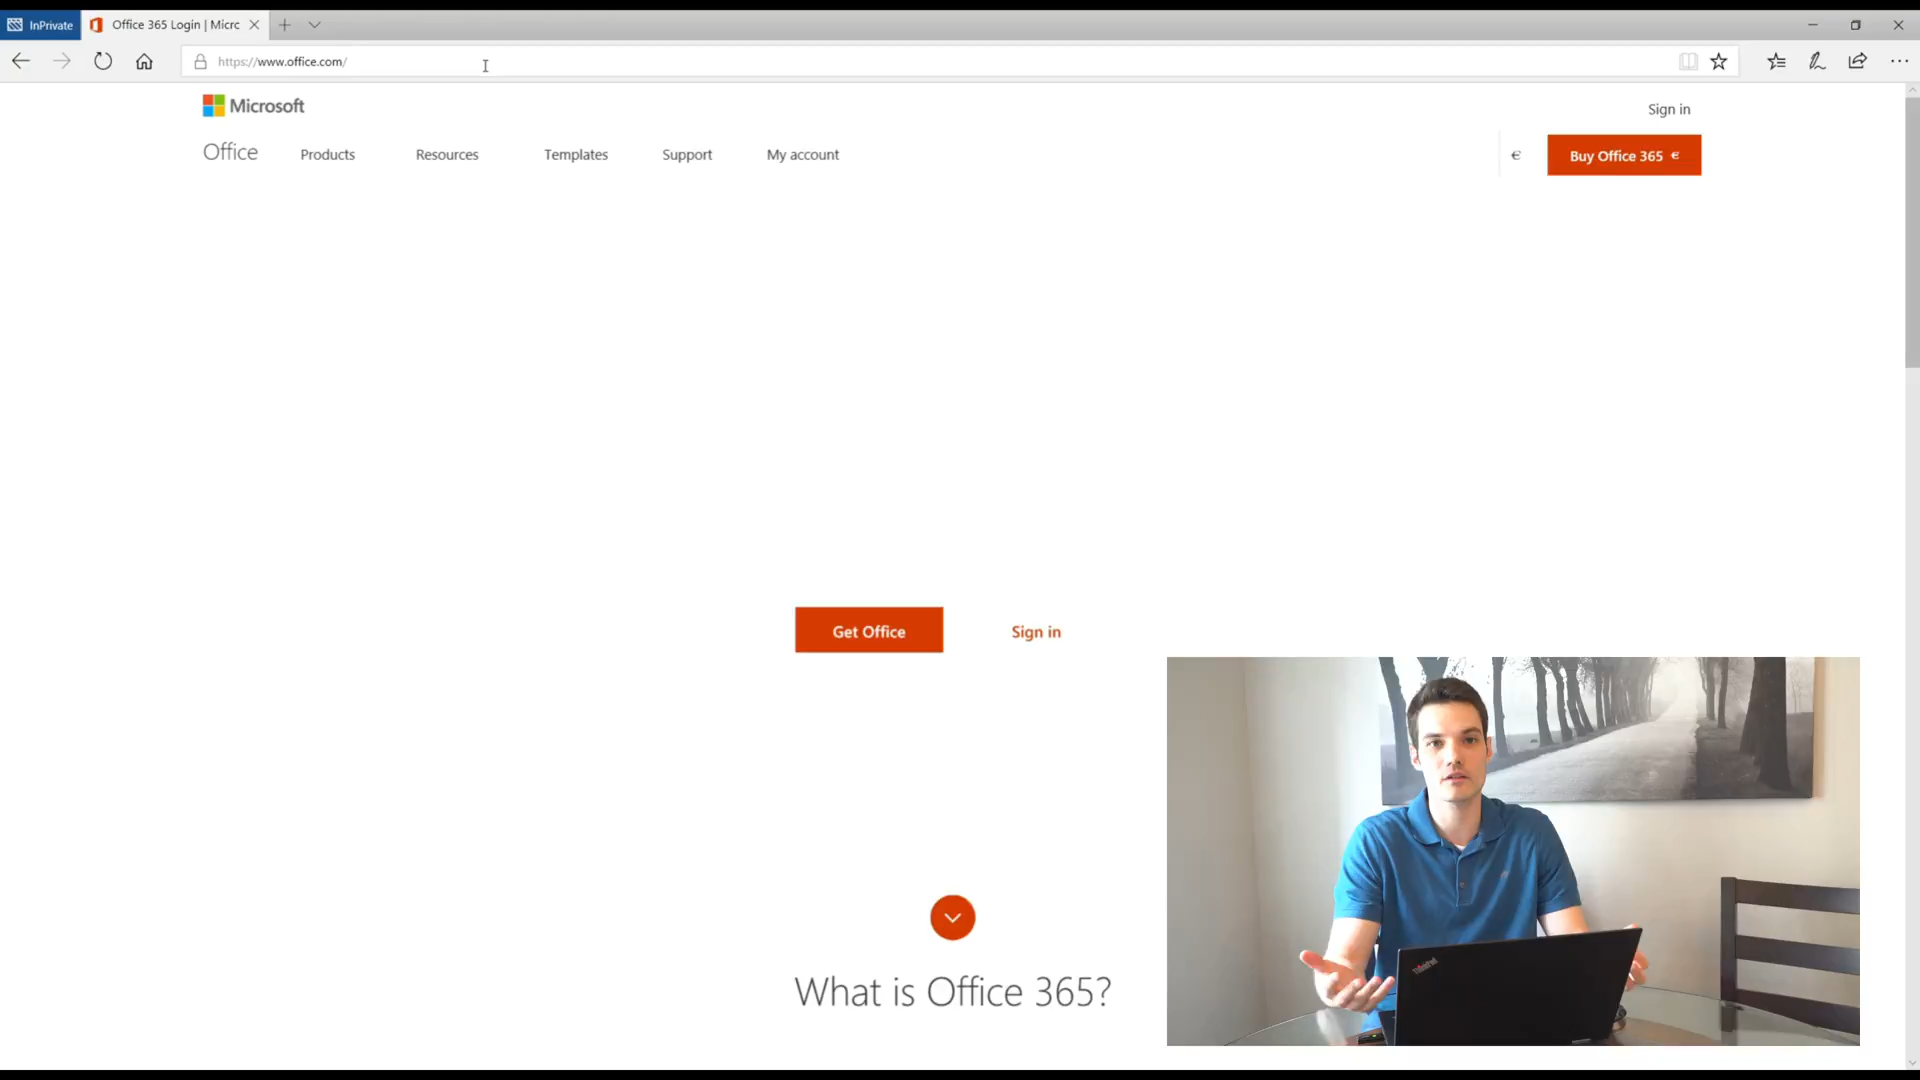 InPrivate
Office 365 Login | Micrc
https://www.office.com/
Microsoft
Sign in
Office
Products
Resources
Templates
Support
My account
Buy Office 365
Get Office
Sign in
What is Office 365?
ThinkPad